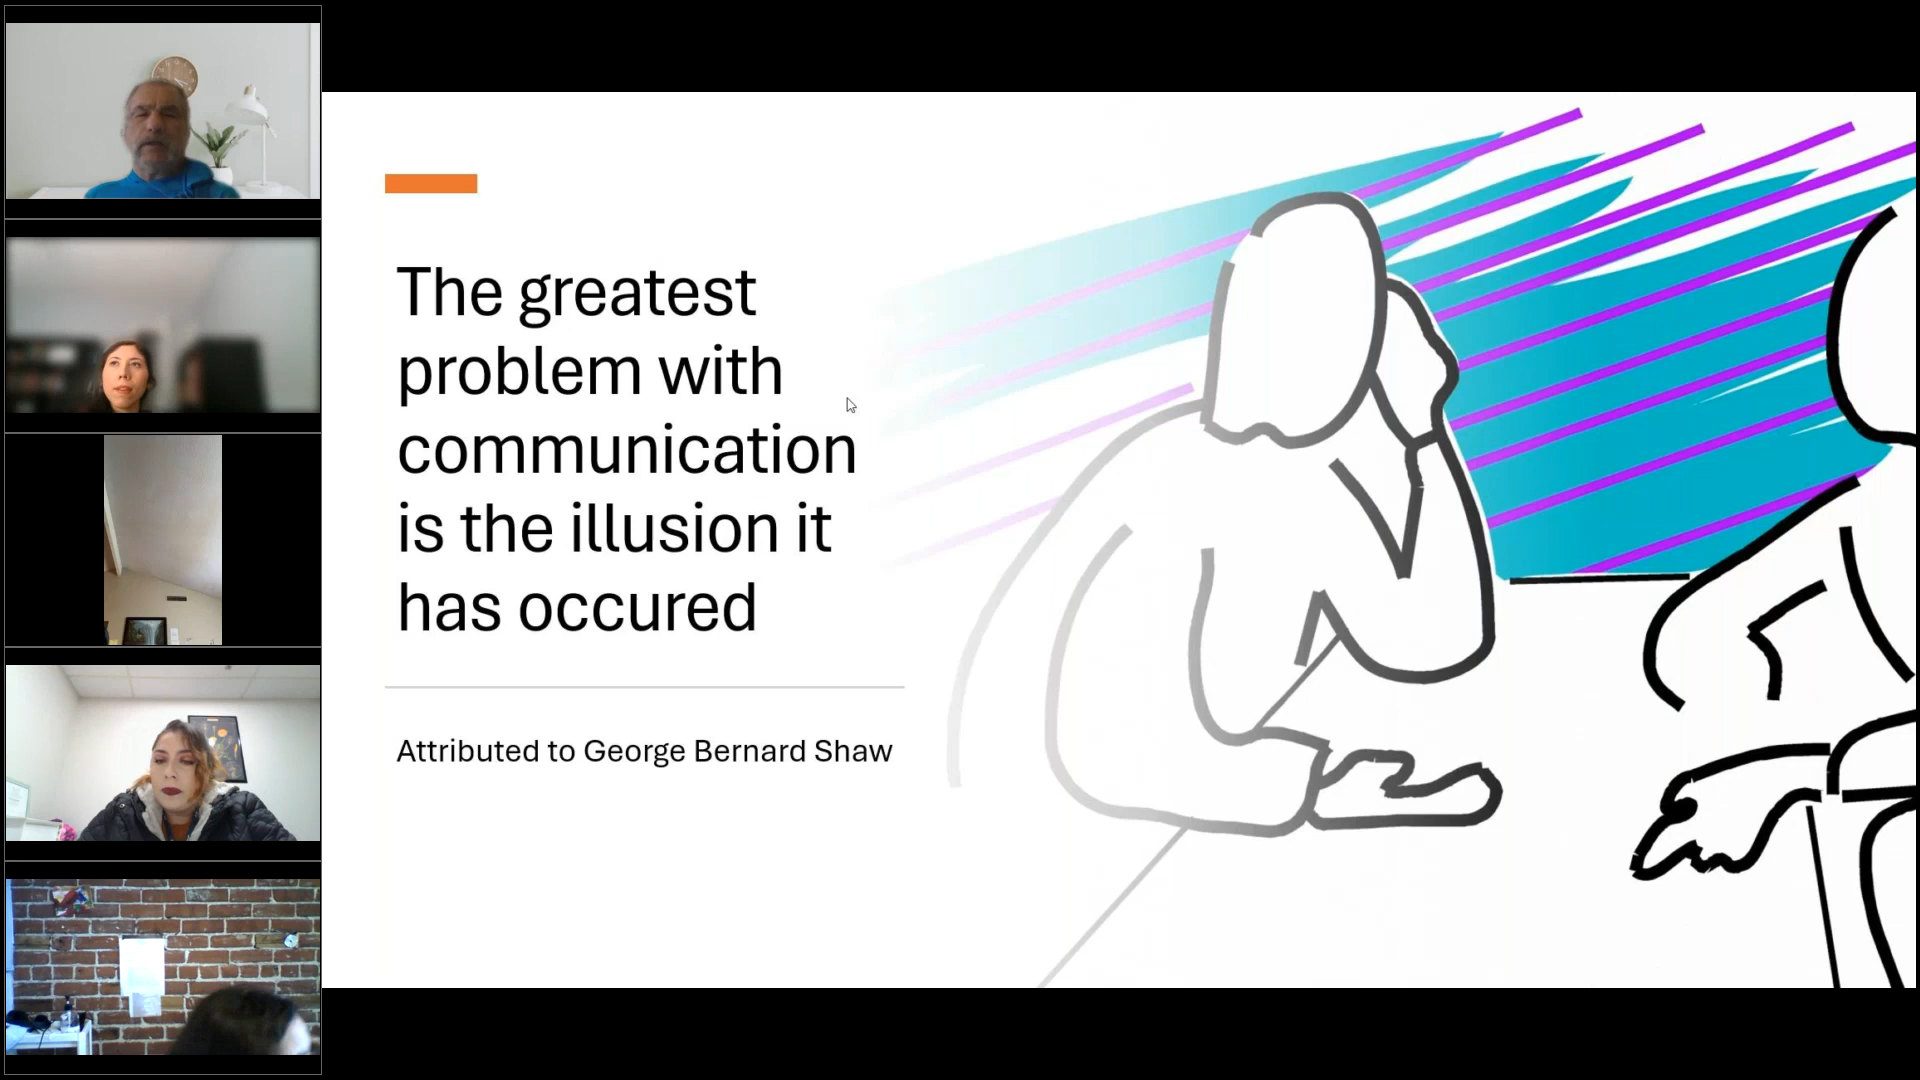 The greatest
problem with
communication
is the illusion it
has occured
Attributed to George Bernard Shaw